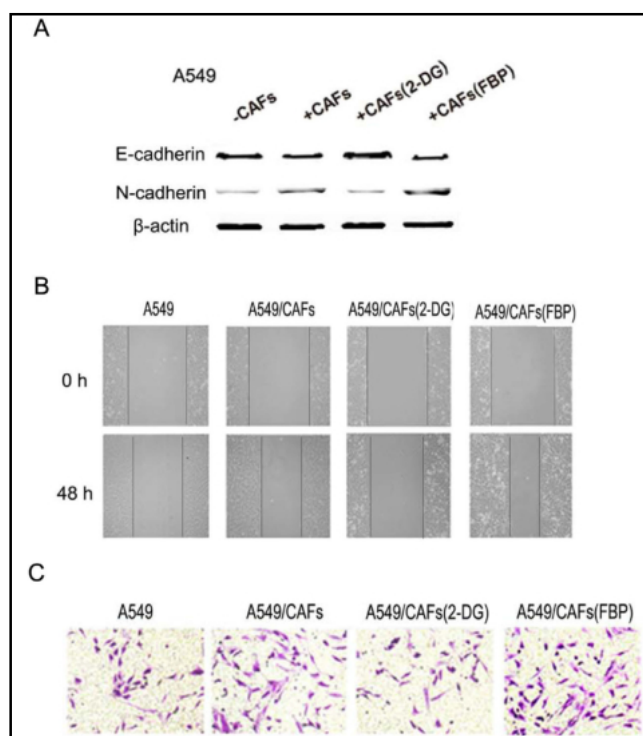 A
A549
-CAFs
+CAFs
+CAFs(2-DG)
+CAFs(FBP)
E-cadherin
N-cadherin
β-actin
B
A549 A549/CAFs A549/CAFs(2-DG) A549/CAFs(FBP)
0 h
48 h
C
A549 A549/CAFs A549/CAFs(2-DG) A549/CAFs(FBP)